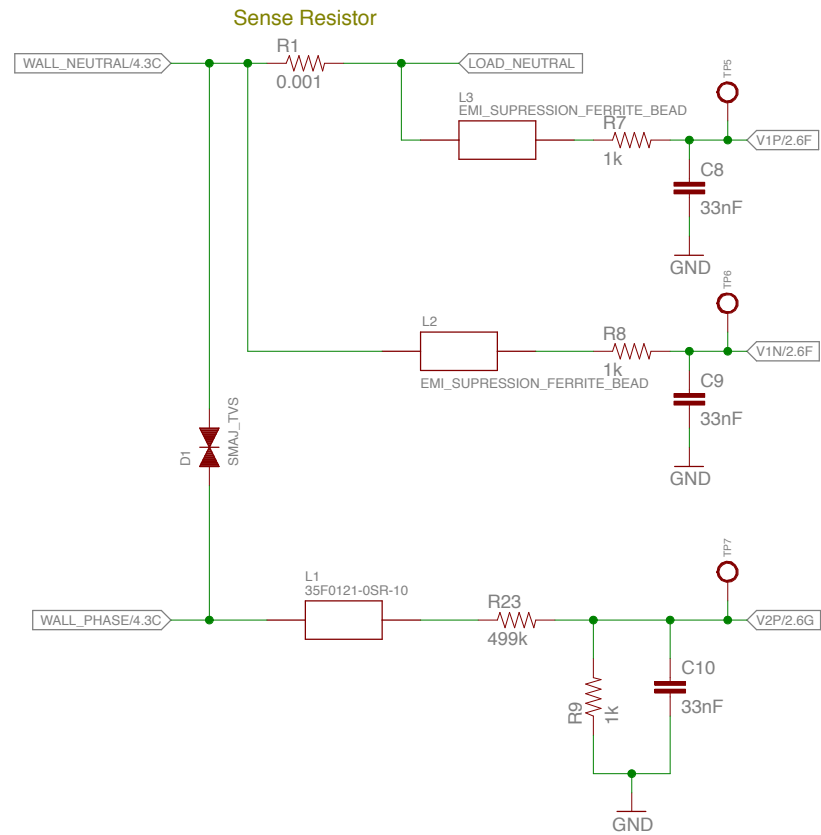 Sense Resistor
R1
WALL_NEUTRAL/4.3C
LOAD_NEUTRAL
0.001
TP5
L3
EMI_SUPRESSION_FERRITE_BEAD
R7
1k
V1P/2.6F
C8
33nF
GND
TP6
L2
R8
1k
V1N/2.6F
EMI_SUPRESSION_FERRITE_BEAD
C9
33nF
GND
D1
SMAJ_TVS
TP7
L1
35F0121-0SR-10
R23
499k
WALL_PHASE/4.3C
V2P/2.6G
C10
33nF
R9
1k
GND